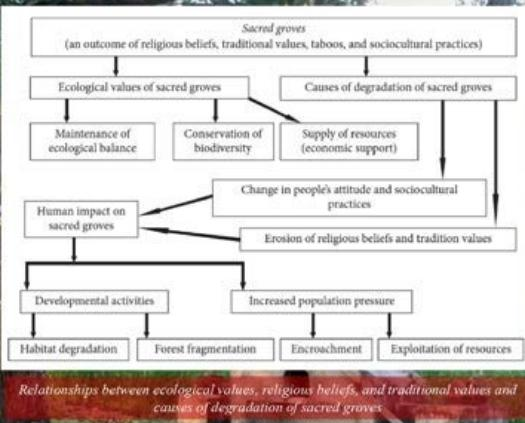 Sacred groves
(an outcome of religious beliefs, traditional values, taboos, and sociocultural practices)
Ecological values of sacred groves
Causes of degradation of sacred groves
Maintenance of
ecological balance
Conservation of
biodiversity
Supply of resources
(economic support)
Change in people's attitude and sociocultural
practices
Human impact on
sacred groves
Erosion of religious beliefs and tradition values
Developmental activities
Increased population pressure
Habitat degradation
Forest fragmentation
Encroachment
Exploitation of resources
Relationships between ecological values, religious beliefs, and traditional values and
causes of degradation of sacred groves